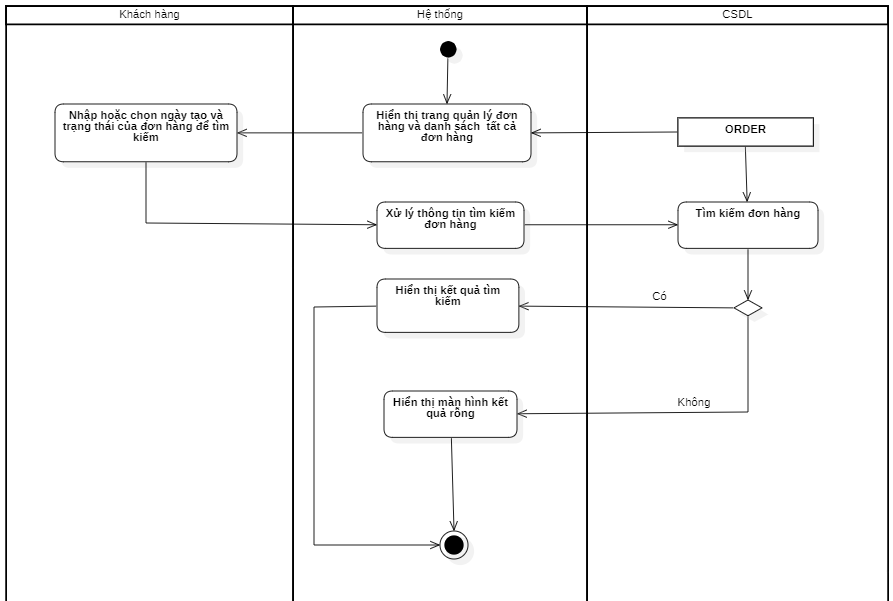 Khách hàng
Hệ thống
CSDL
Nhập hoặc chọn ngày tạo và
trạng thái của đơn hàng để tìm
kiếm
Hiển thị trang quản lý đơn
hàng và danh sách tất cả
đơn hàng
ORDER
Xử lý thông tin tìm kiếm
đơn hàng
Tìm kiếm đơn hàng
Hiển thị kết quả tìm
kiếm
Có
Hiển thị màn hình kết
quả rỗng
Không